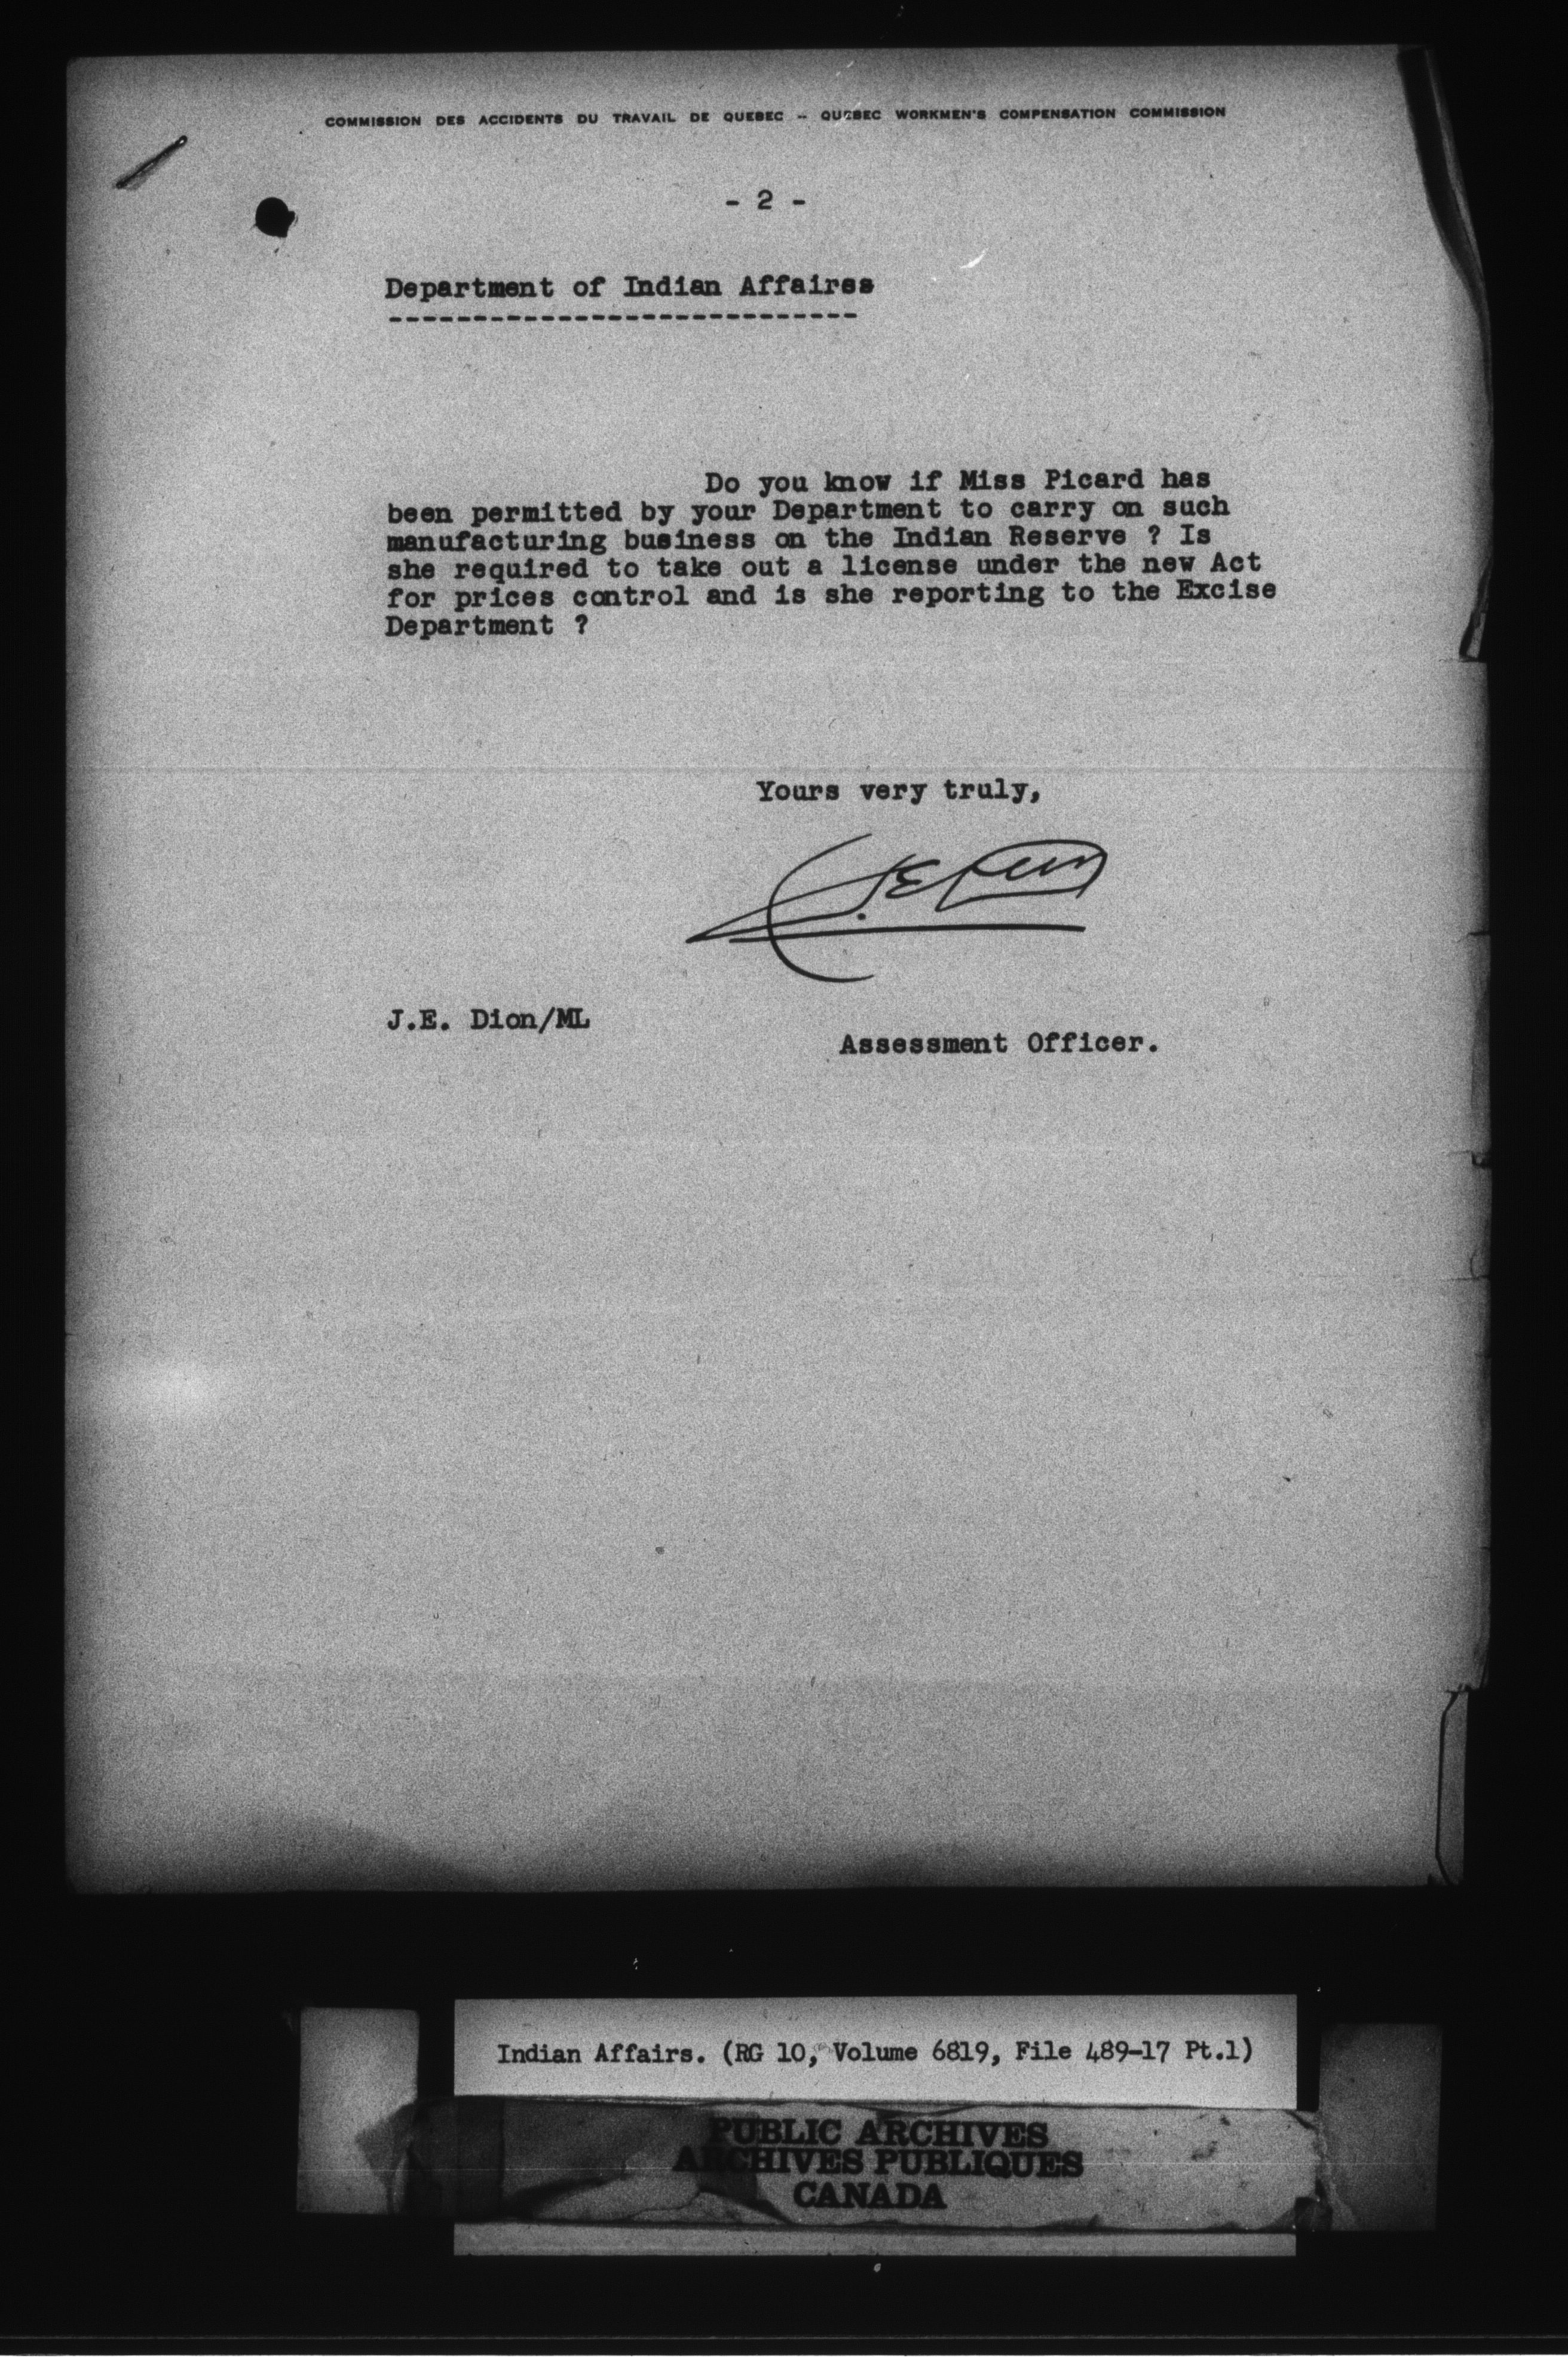 COMMISSION DES ACCIDENTS DU TRAVAIL DE QUEBEC -- QUEBEC WORKMEN'S COMPENSATION COMMISSION
- 2 -
Department of Indian Affaires
----------------------------
Do you know if Miss Picard has
been permitted by your Department to carry on such
manufacturing business on the Indian Reserve ? Is
she required to take out a license under the new Act
for prices control and is she reporting to the Excise
Department ?
Yours very truly,
J.E. Dion/ML
Assessment Officer.
Indian Affairs. (RG 10, Volume 6819, File 489-17 Pt.1)
PUBLIC ARCHIVES
ARCHIVES PUBLIQUES
CANADA